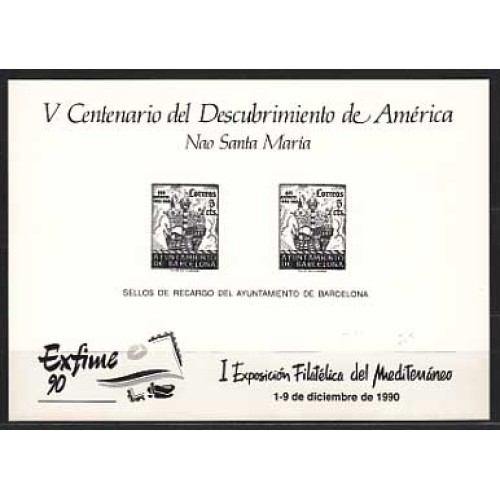 V Centenario del Descubrimiento de América
Nao Santa María
Correos
5
cts.
AYUNTAMIENTO
DE BARCELONA
Correos
5
cts.
AYUNTAMIENTO
DE BARCELONA
SELLOS DE RECARGO DEL AYUNTAMIENTO DE BARCELONA
Exfime
90
I Exposición Filatélica del Mediterráneo
1-9 de diciembre de 1990